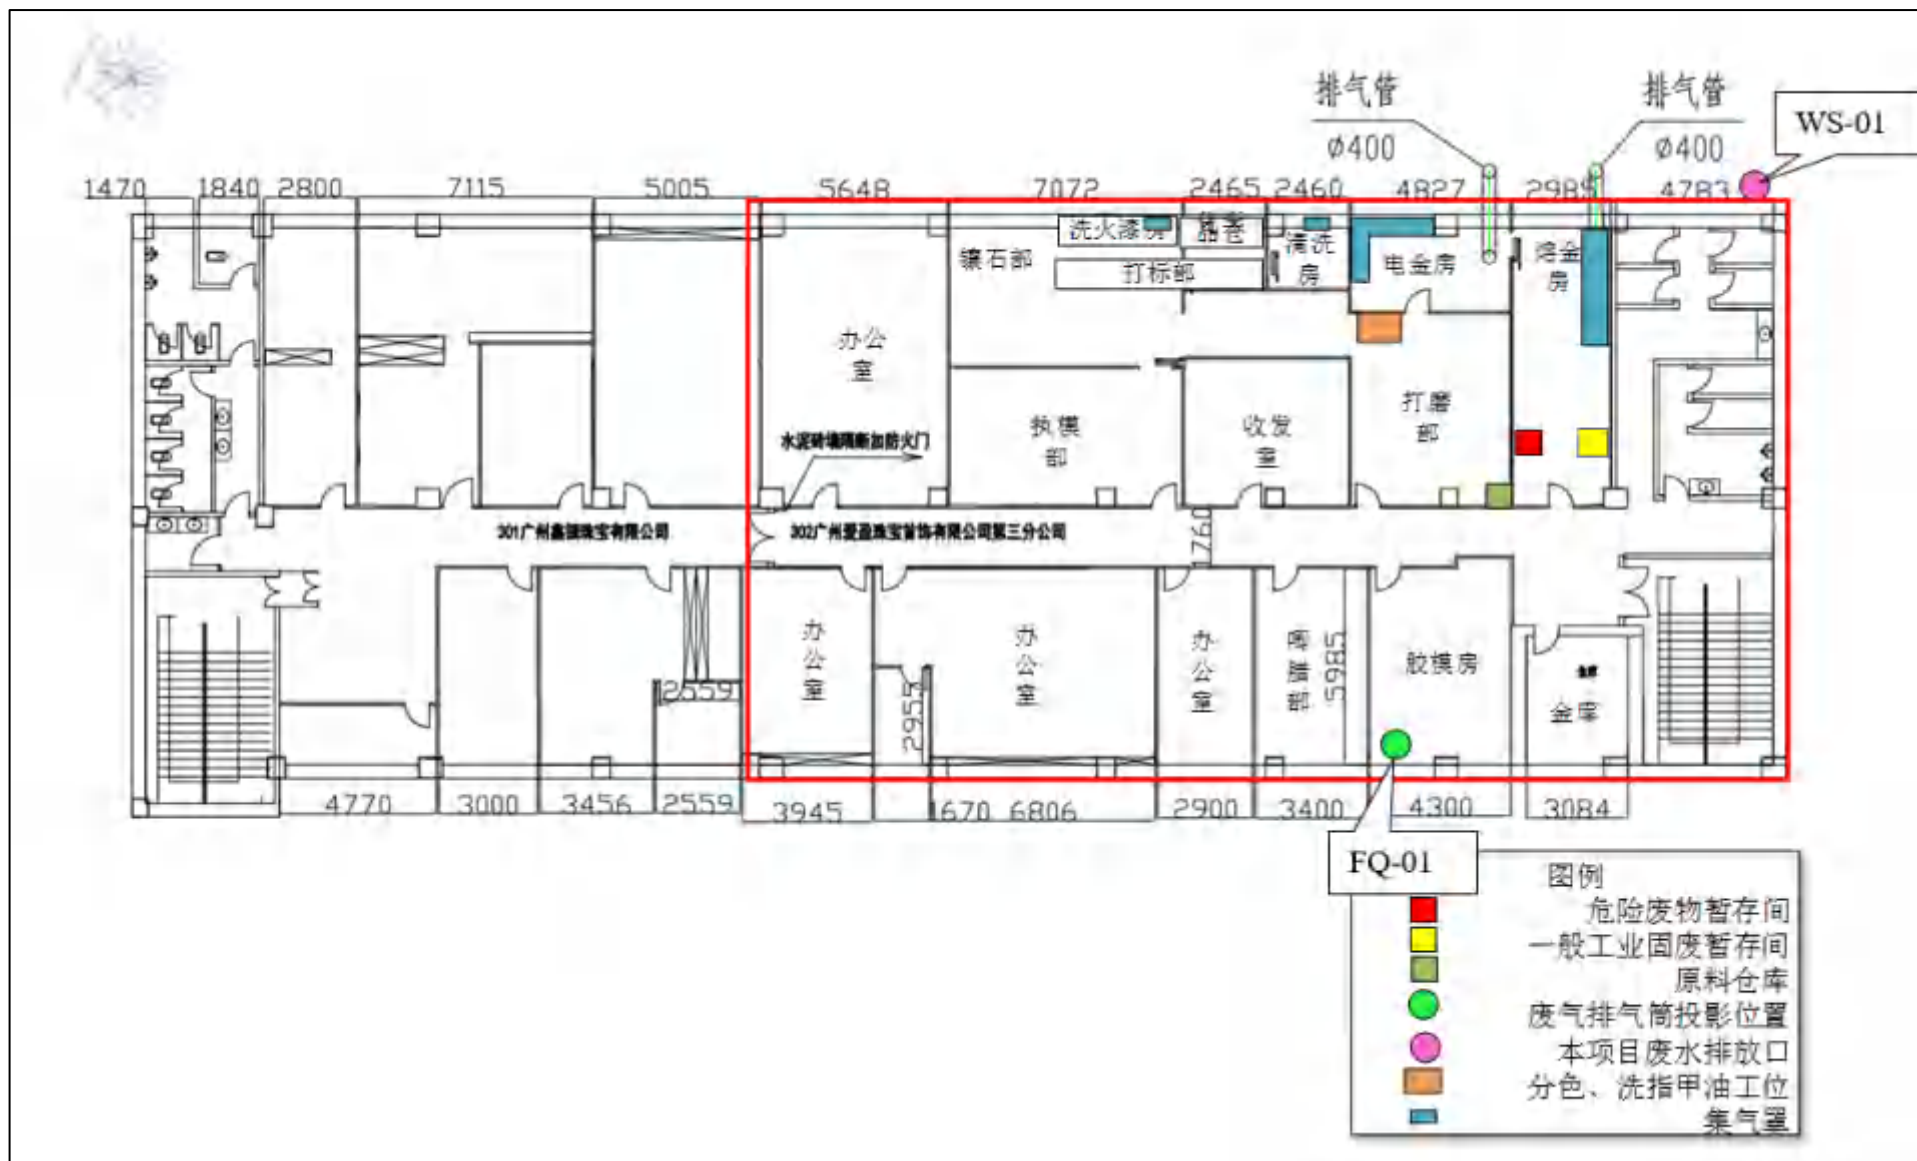 排气管
排气管
WS-01
Ø400
Ø400
1470
1840
2800
7115
5005
5648
7072
2465
2460
4827
2985
4783
洗火漆房
镶石部
打标部
清洗房
电金房
熔金房
办公室
执模部
收发室
打磨部
水泥砖墙隔断加防火门
301广州鑫镶珠宝有限公司
302广州爱盈珠宝首饰有限公司第三分公司
1760
办公室
办公室
办公室
部
5985
胶模房
金库
2559
2955
4770
3000
3456
2559
3945
1670
6806
2900
3400
4300
3084
FQ-01
图例
危险废物暂存间
一般工业固废暂存间
原料仓库
废气排气筒投影位置
本项目废水排放口
分色、洗指甲油工位
集气罩